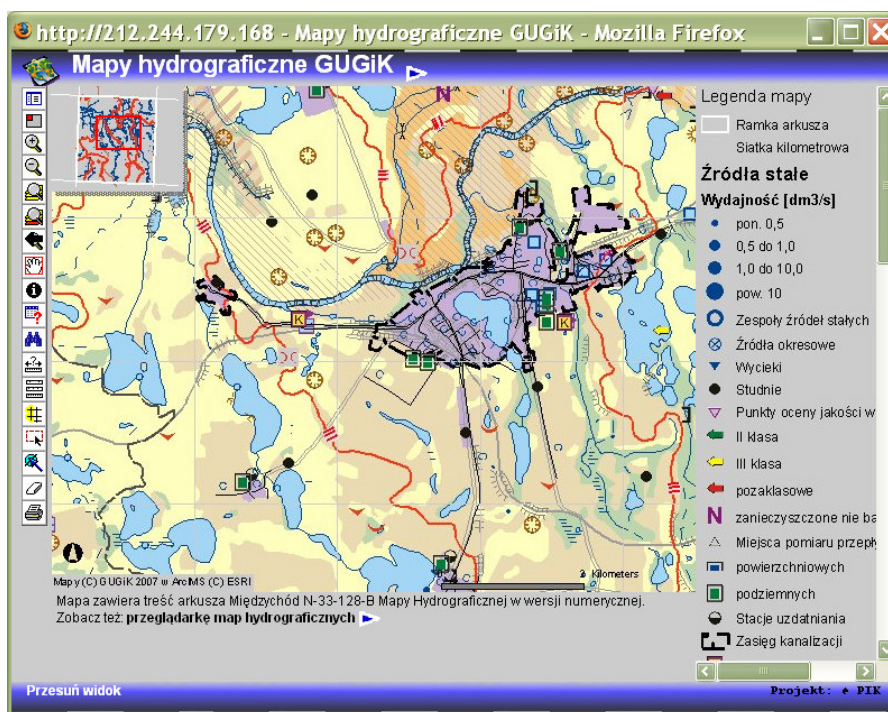 http://212.244.179.168 - Mapy hydrograficzne GUGiK - Mozilla Firefox
Mapy hydrograficzne GUGiK
Legenda mapy
Ramka arkusza
Siatka kilometrowa
Źródła stałe
Wydajność [dm3/s]
pon. 0,5
0,5 do 1,0
1,0 do 10,0
pow. 10
Zespoły źródeł stałych
Źródła okresowe
Wycieki
Studnie
Punkty oceny jakości w
II klasa
III klasa
pozaklasowe
N
zanieczyszczone nie ba
Miejsca pomiaru przepły
powierzchniowych
podziemnych
Stacje uzdatniania
Zasięg kanalizacji
N
K
K
2 Kilometers
Mapy (C) GUGiK 2007 w ArcIMS (C) ESRI
Mapa zawiera treść arkusza Międzychód N-33-128-B Mapy Hydrograficznej w wersji numerycznej.
Zobacz też: przeglądarkę map hydrograficznych
Przesuń widok
Projekt: PIK